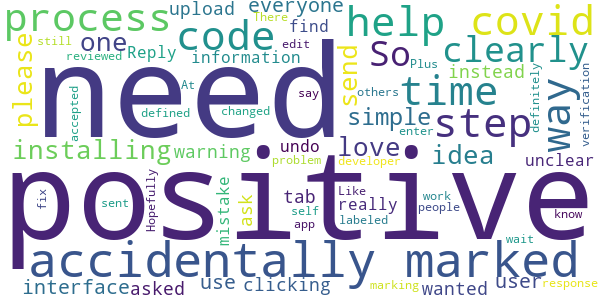 process upload everyone help covid
code one Reply find There edit clearly
please still information So Plus
reviewed At say send instead
need time way definitely verification
accepted defined changed others simple step
installing warning undo love enter idea
positive problem developer unclear
fix Hopefully mistake ask tab Like work know
sent self really people
labeled app wait
accidentally marked
interface asked use clicking wanted user marking response